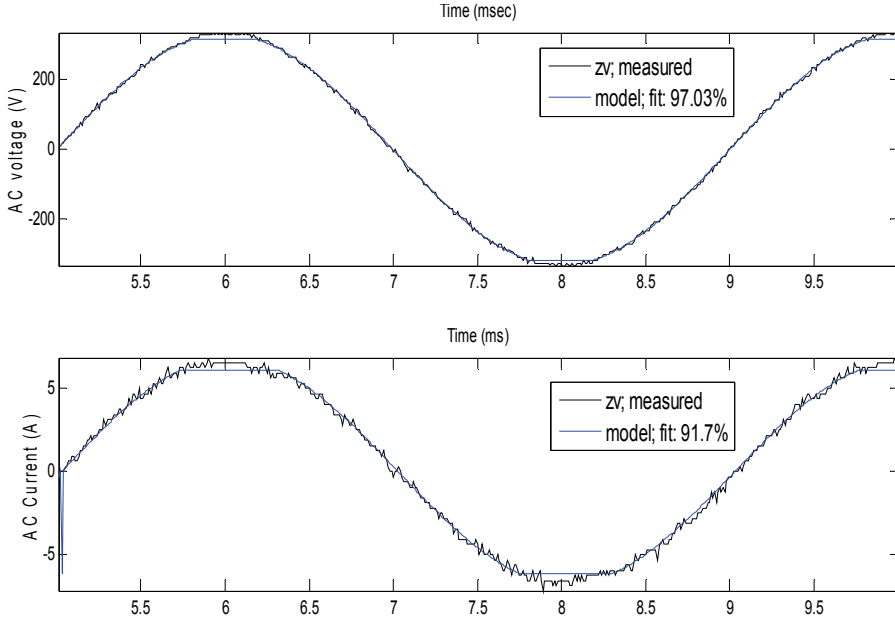 Time (msec)
AC voltage (V)
200
0
-200
zv; measured
model; fit: 97.03%
5.5 6 6.5 7 7.5 8 8.5 9 9.5
Time (ms)
AC Current (A)
5
0
-5
zv; measured
model; fit: 91.7%
5.5 6 6.5 7 7.5 8 8.5 9 9.5